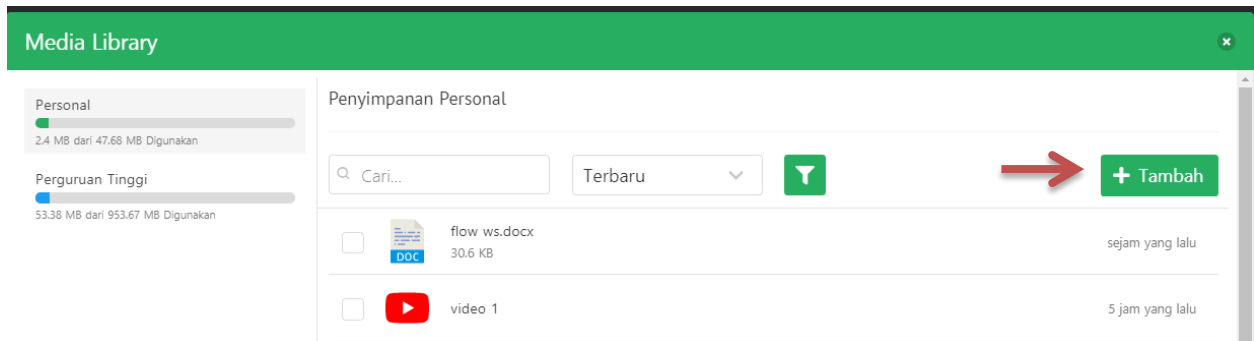 Media Library
Personal
2.4 MB dari 47.68 MB Digunakan
Perguruan Tinggi
53.38 MB dari 953.67 MB Digunakan
Penyimpanan Personal
Cari...
Terbaru
Tambah
flow ws.docx
30.6 KB
DOC
sejam yang lalu
video 1
5 jam yang lalu